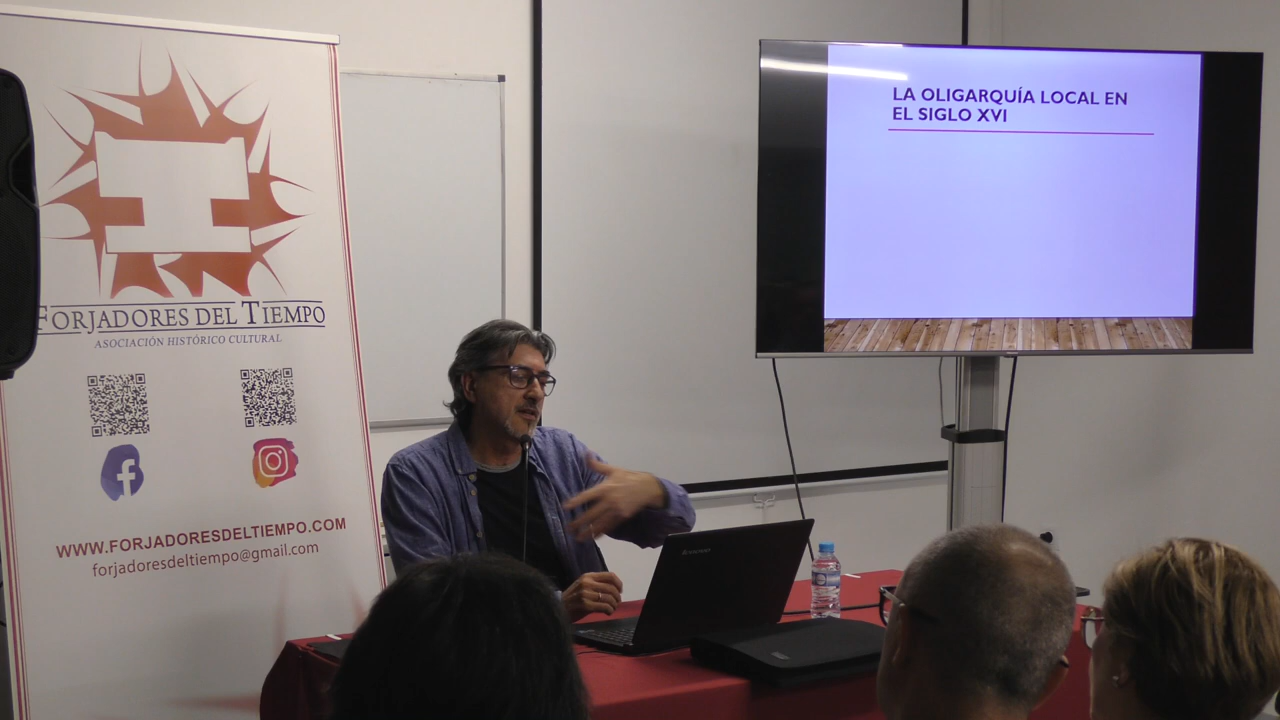 FORJADORES DEL TIEMPO
ASOCIACIÓN HISTÓRICO CULTURAL
WWW.FORJADORESDELTIEMPO.COM
forjadoresdeltiempo@gmail.com
LA OLIGARQUÍA LOCAL EN
EL SIGLO XVI
lenovo